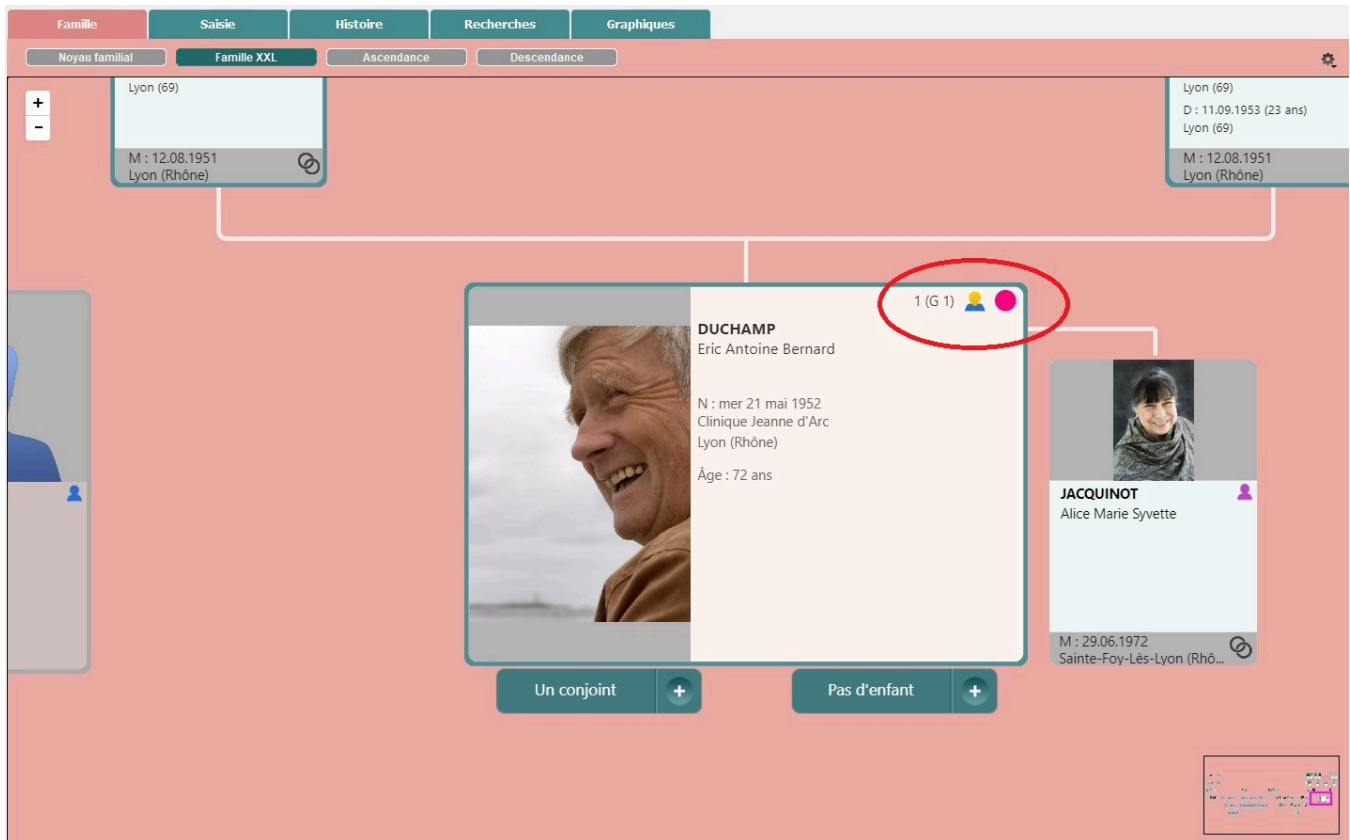 Famille
Saisie
Histoire
Recherches
Graphiques
Noyau familial
Famille XXL
Ascendance
Descendance
+
−
Lyon (69)
M : 12.08.1951
Lyon (Rhône)
Lyon (69)
D : 11.09.1953 (23 ans)
Lyon (69)
M : 12.08.1951
Lyon (Rhône)
1 (G 1)
DUCHAMP
Eric Antoine Bernard
N : mer 21 mai 1952
Clinique Jeanne d'Arc
Lyon (Rhône)
Âge : 72 ans
JACQUINOT
Alice Marie Syvette
M : 29.06.1972
Sainte-Foy-Lès-Lyon (Rhô...
Un conjoint +
Pas d'enfant +